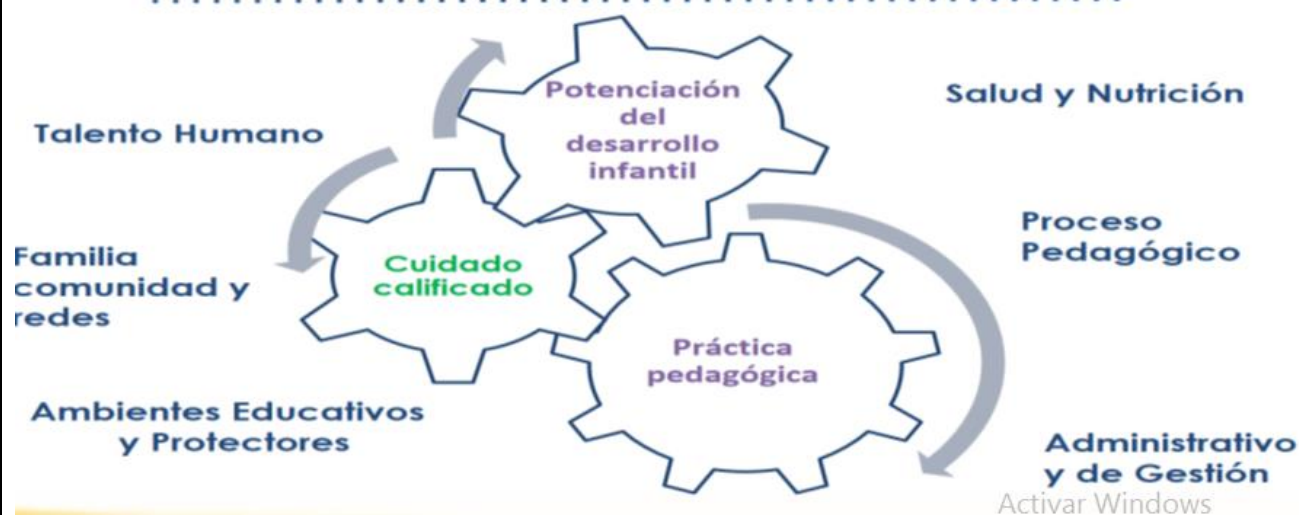 Potenciación
del
desarrollo
infantil
Salud y Nutrición
Talento Humano
Proceso
Pedagógico
Familia
comunidad y
redes
Cuidado
calificado
Práctica
pedagógica
Ambientes Educativos
y Protectores
Administrativo
y de Gestión
Activar Windows